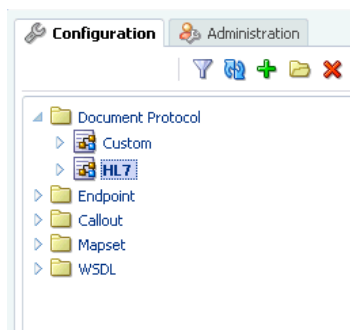 Configuration Administration
Document Protocol
Custom
HL7
Endpoint
Callout
Mapset
WSDL